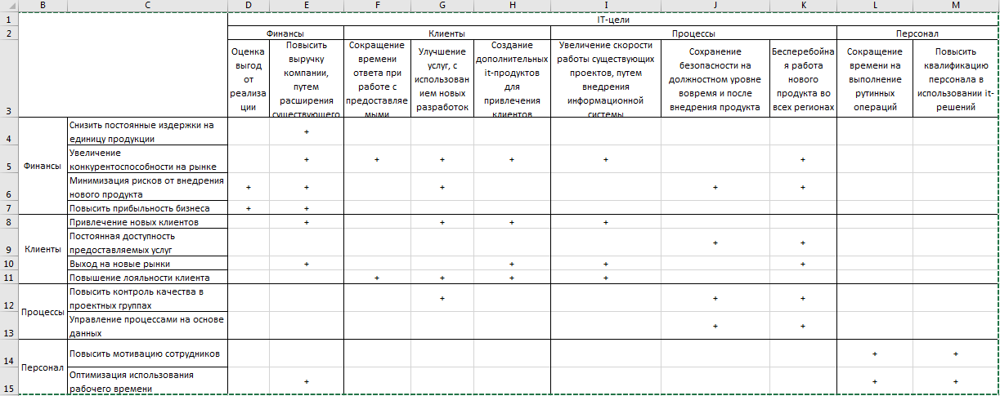 B C D E F G H I J K L M
1 IT-цели
2 Финансы Клиенты Процессы Персонал
3
Оценка
выгод
от
реализа
ции
Повысить
выручку
компании,
путем
расширения
существующего
Сокращение
времени
ответа при
работе с
предоставляе
мыми
Улучшение
услуг, с
использован
ием новых
разработок
Создание
дополнительных
it-продуктов
для
привлечения
клиентов
Увеличение скорости
работы существующих
проектов, путем
внедрения
информационной
системы
Сохранение
безопасности на
должностном уровне
вовремя и после
внедрения продукта
Бесперебойна
я работа
нового
продукта во
всех регионах
Сокращение
времени на
выполнение
рутинных
операций
Повысить
квалификацию
персонала в
использовании it-
решений
Финансы
4
Снизить постоянные издержки на
единицу продукции
+
5
Увеличение
конкурентоспособности на рынке
+ + + + + +
6
Минимизация рисков от внедрения
нового продукта
+ + + + +
7 Повысить прибыльность бизнеса + +
Клиенты
8 Привлечение новых клиентов + + + +
9
Постоянная доступность
предоставляемых услуг
+ +
10 Выход на новые рынки + + + +
11 Повышение лояльности клиента + + + +
Процессы
12
Повысить контроль качества в
проектных группах
+ + +
13
Управление процессами на основе
данных
+ +
Персонал
14 Повысить мотивацию сотрудников + +
15
Оптимизация использования
рабочего времени
+ + +